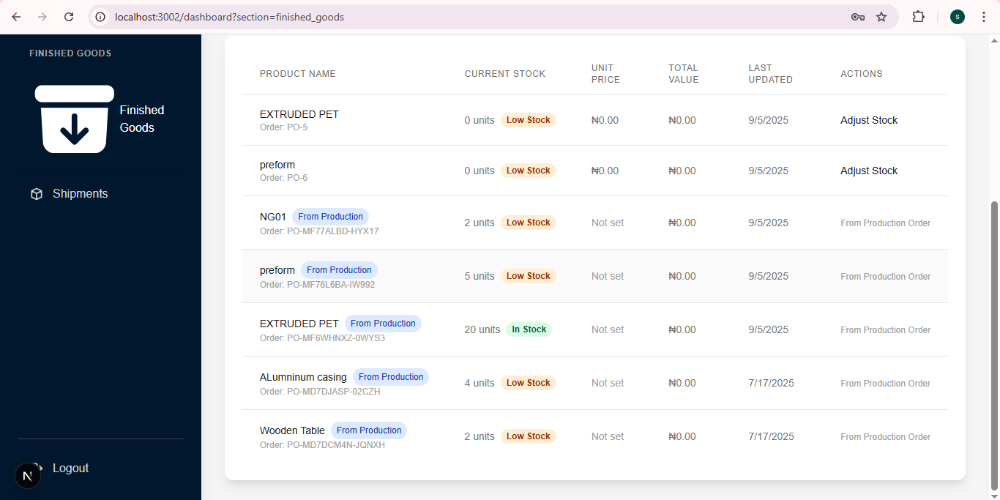 localhost:3002/dashboard?section=finished_goods
S
FINISHED GOODS
Finished
Goods
Shipments
Logout
N
PRODUCT NAME CURRENT STOCK UNIT PRICE TOTAL VALUE LAST UPDATED ACTIONS
EXTRUDED PET 0 units Low Stock ₦0.00 ₦0.00 9/5/2025 Adjust Stock
Order: PO-5
preform 0 units Low Stock ₦0.00 ₦0.00 9/5/2025 Adjust Stock
Order: PO-6
NG01 From Production 2 units Low Stock Not set ₦0.00 9/5/2025 From Production Order
Order: PO-MF77ALBD-HYX17
preform From Production 5 units Low Stock Not set ₦0.00 9/5/2025 From Production Order
Order: PO-MF76L6BA-IW992
EXTRUDED PET From Production 20 units In Stock Not set ₦0.00 9/5/2025 From Production Order
Order: PO-MF6WHNXZ-0WYS3
ALumninum casing From Production 4 units Low Stock Not set ₦0.00 7/17/2025 From Production Order
Order: PO-MD7DJASP-02CZH
Wooden Table From Production 2 units Low Stock Not set ₦0.00 7/17/2025 From Production Order
Order: PO-MD7DCM4N-JQNXH